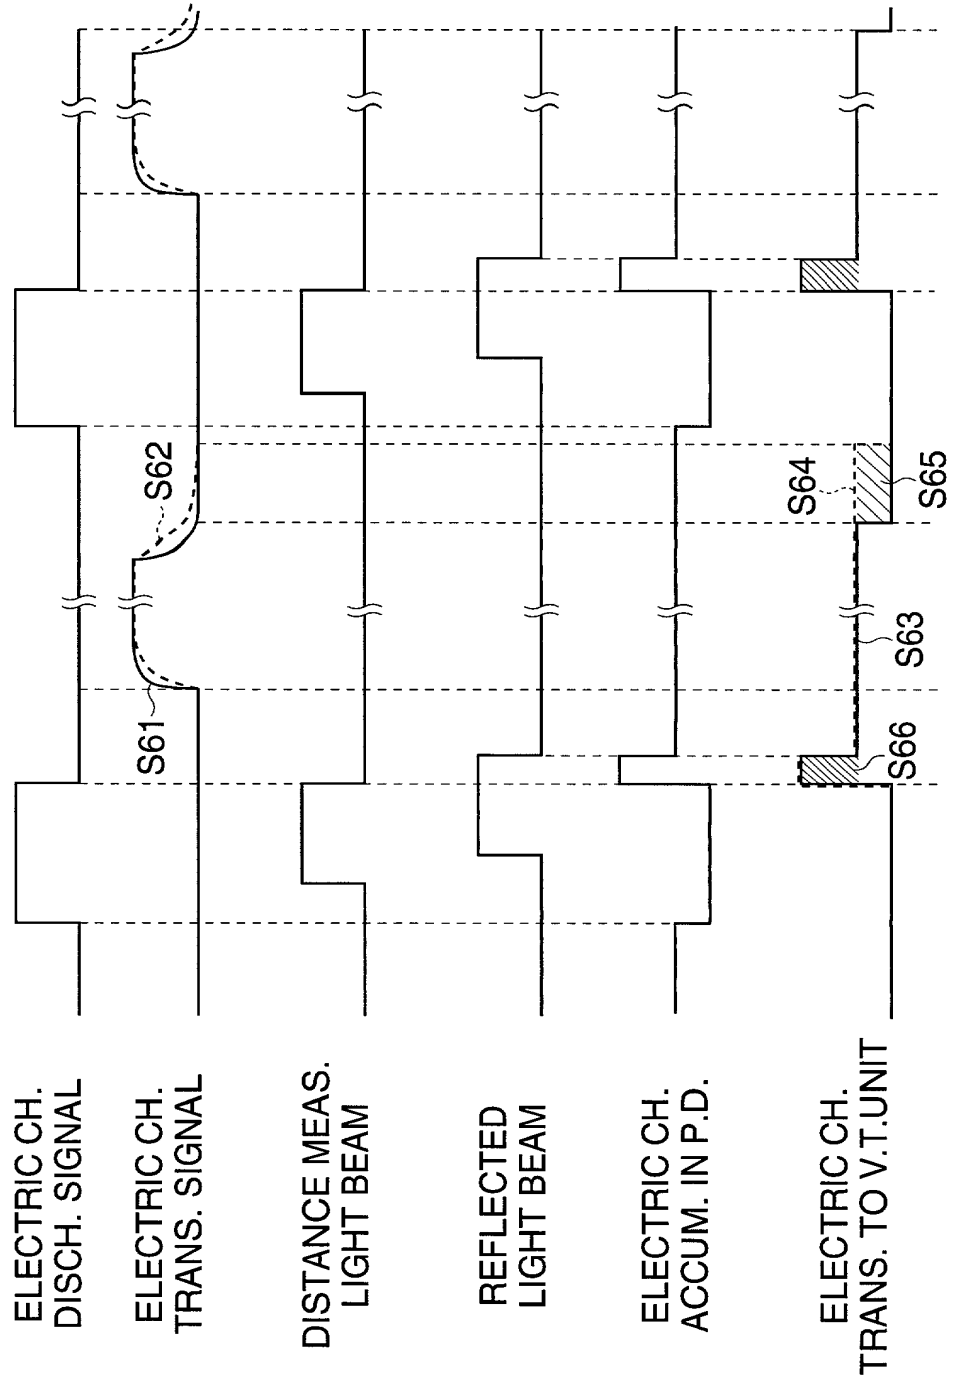 ELECTRIC CH.
DISCH. SIGNAL
ELECTRIC CH.
TRANS. SIGNAL
S61
S62
DISTANCE MEAS.
LIGHT BEAM
REFLECTED
LIGHT BEAM
ELECTRIC CH.
ACCUM. IN P.D.
ELECTRIC CH.
TRANS. TO V.T.UNIT
S66
S63
S64
S65